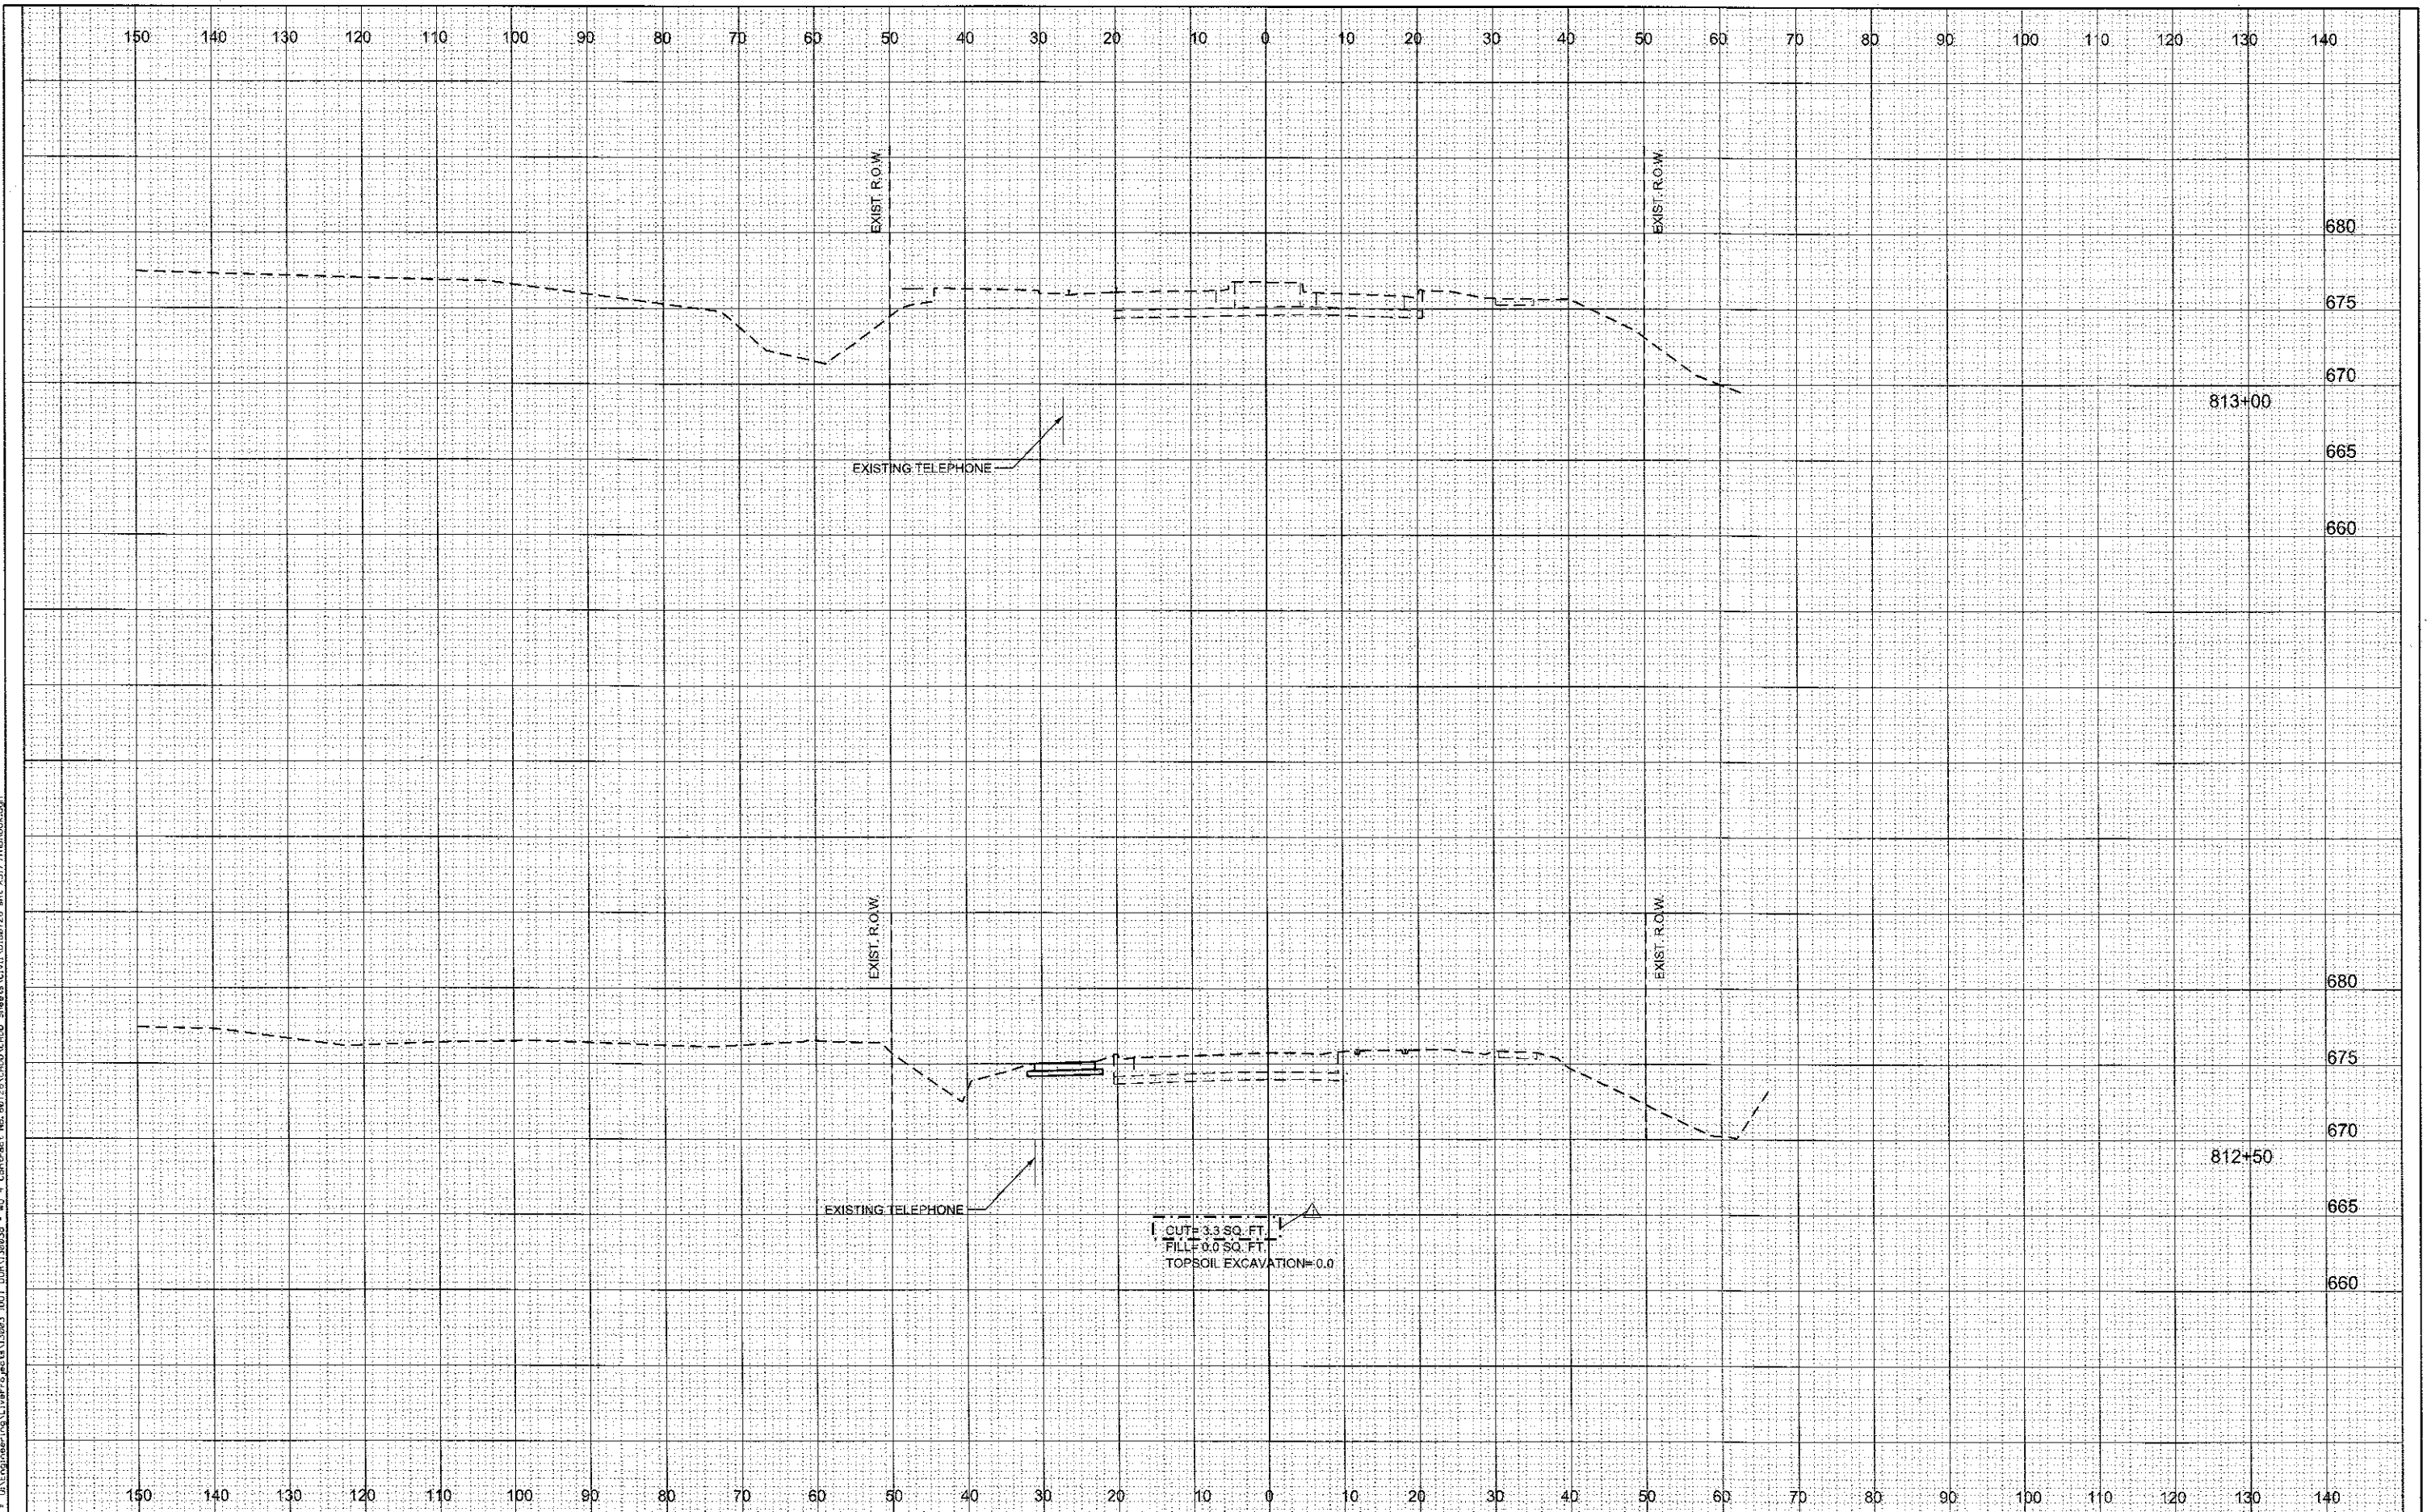 150 140 130 120 110 100 90 80 70 60 50 40 30 20 10 0 10 20 30 40 50 60 70 80 90 100 110 120 130 140
EXIST. R.O.W.
EXIST. R.O.W.
680
675
670
813+00
EXISTING TELEPHONE
665
660
EXIST. R.O.W.
EXIST. R.O.W.
680
675
670
812+50
EXISTING TELEPHONE
665
CUT= 3.3 SQ. FT.
FILL= 0.0 SQ. FT.
TOPSOIL EXCAVATION= 0.0
660
150 140 130 120 110 100 90 80 70 60 50 40 30 20 10 0 10 20 30 40 50 60 70 80 90 100 110 120 130 140